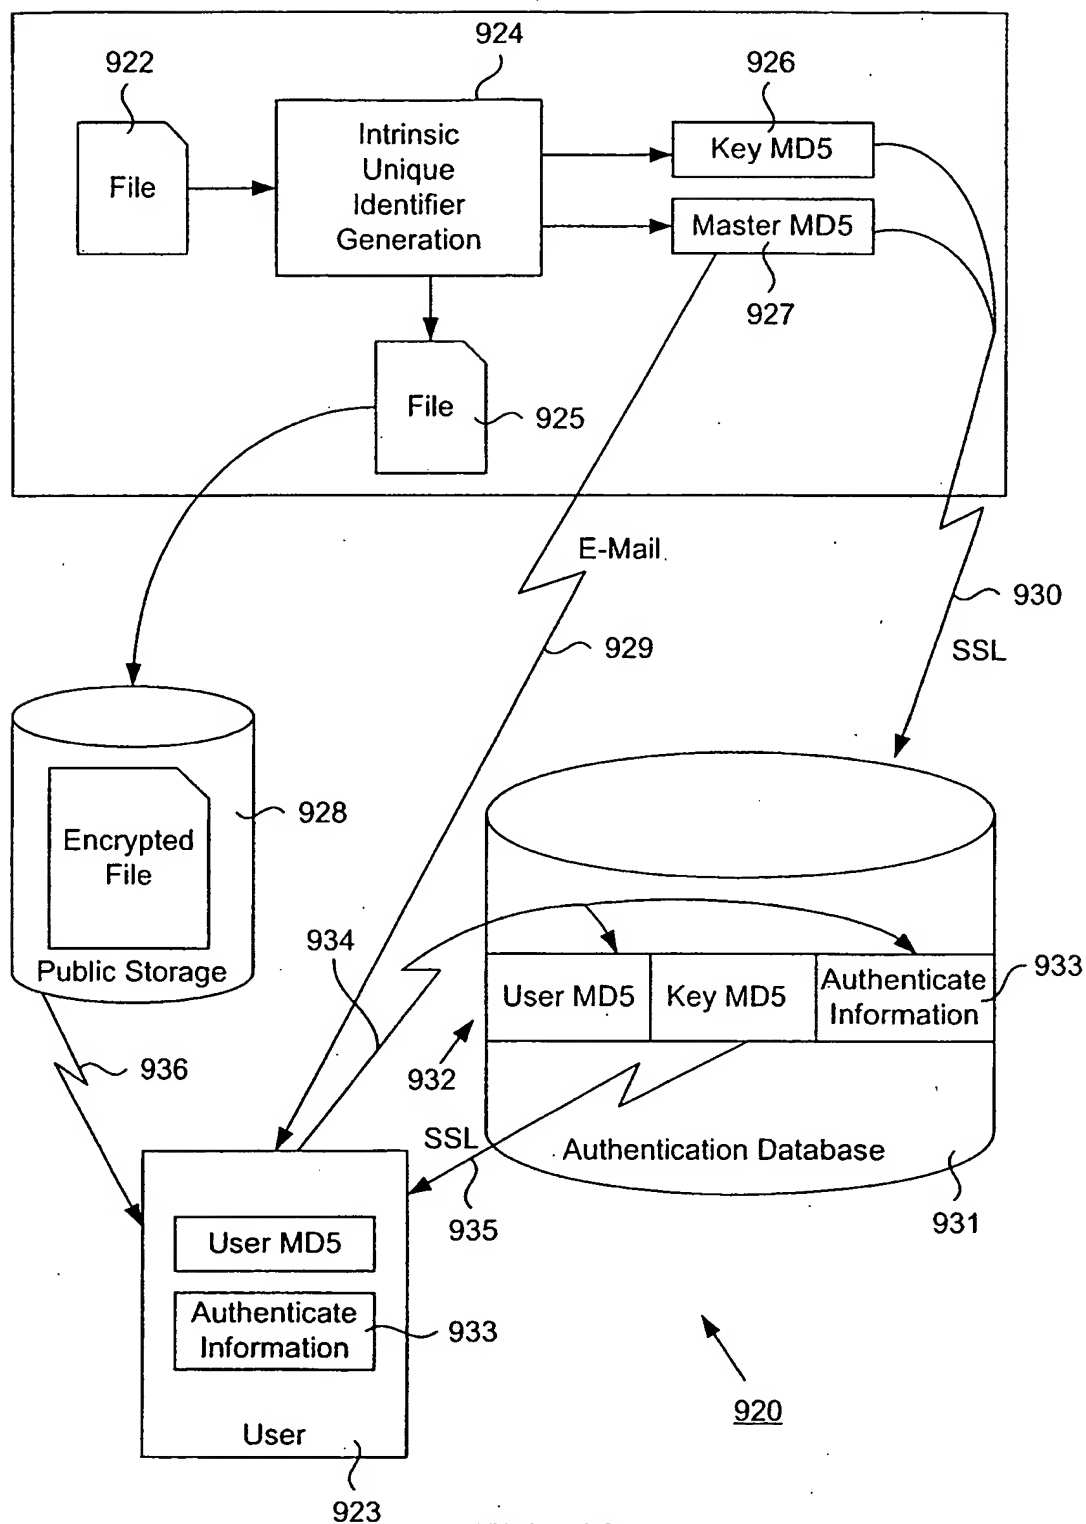 924
922
926
Intrinsic
Unique
Identifier
Generation
Key MD5
File
Master MD5
927
File
925
E-Mail
930
929
SSL
928
Encrypted
File
Public Storage
934
User MD5
Key MD5
Authenticate
Information
933
932
936
SSL
Authentication Database
935
931
User MD5
Authenticate
Information
933
User
920
923